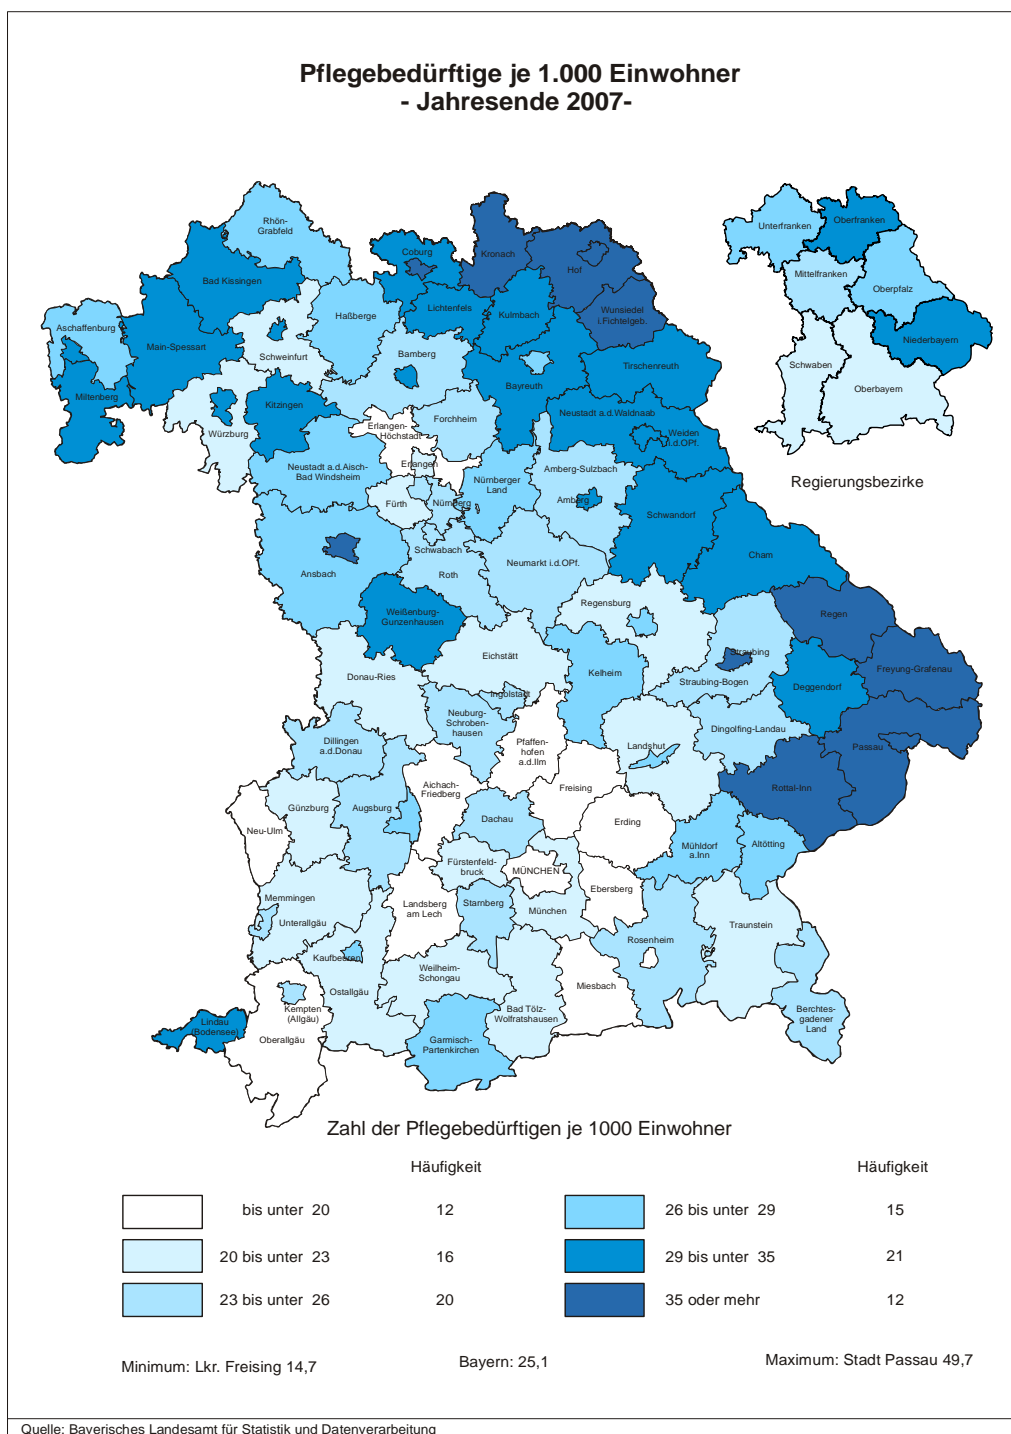 Pflegebedürftige je 1.000 Einwohner
- Jahresende 2007-
Rhön-
Grabfeld
Coburg
Kronach
Hof
Bad Kissingen
Lichtenfels
Kulmbach
Wunsiedel
i.Fichtelgeb.
Aschaffenburg
Main-Spessart
Haßberge
Schweinfurt
Bamberg
Bayreuth
Tirschenreuth
Miltenberg
Kitzingen
Würzburg
Erlangen-
Höchstadt
Forchheim
Neustadt a.d.Waldnaab
Weiden
i.d.OPf.
Erlangen
Neustadt a.d.Aisch-
Bad Windsheim
Nürnberger
Land
Amberg-Sulzbach
Amberg
Fürth
Nürnberg
Schwandorf
Ansbach
Schwabach
Roth
Neumarkt i.d.OPf.
Cham
Weißenburg-
Gunzenhausen
Regensburg
Regen
Eichstätt
Straubing
Freyung-Grafenau
Donau-Ries
Kelheim
Straubing-Bogen
Deggendorf
Ingolstadt
Neuburg-
Schroben-
hausen
Dingolfing-Landau
Passau
Dillingen
a.d.Donau
Pfaffen-
hofen
a.d.Ilm
Landshut
Rottal-Inn
Aichach-
Friedberg
Freising
Günzburg
Augsburg
Erding
Neu-Ulm
Dachau
Mühldorf
a.Inn
Altötting
Fürstenfeld-
bruck
MÜNCHEN
Ebersberg
Memmingen
Landsberg
am Lech
Starnberg
München
Unterallgäu
Traunstein
Rosenheim
Kaufbeuren
Weilheim-
Schongau
Ostallgäu
Miesbach
Bad Tölz-
Wolfratshausen
Kempten
(Allgäu)
Berchtes-
gadener
Land
Lindau
(Bodensee)
Oberallgäu
Garmisch-
Partenkirchen
Unterfranken
Oberfranken
Mittelfranken
Oberpfalz
Niederbayern
Schwaben
Oberbayern
Regierungsbezirke
Zahl der Pflegebedürftigen je 1000 Einwohner
Häufigkeit Häufigkeit
bis unter 20 12 26 bis unter 29 15
20 bis unter 23 16 29 bis unter 35 21
23 bis unter 26 20 35 oder mehr 12
Minimum: Lkr. Freising 14,7 Bayern: 25,1 Maximum: Stadt Passau 49,7
Quelle: Bayerisches Landesamt für Statistik und Datenverarbeitung